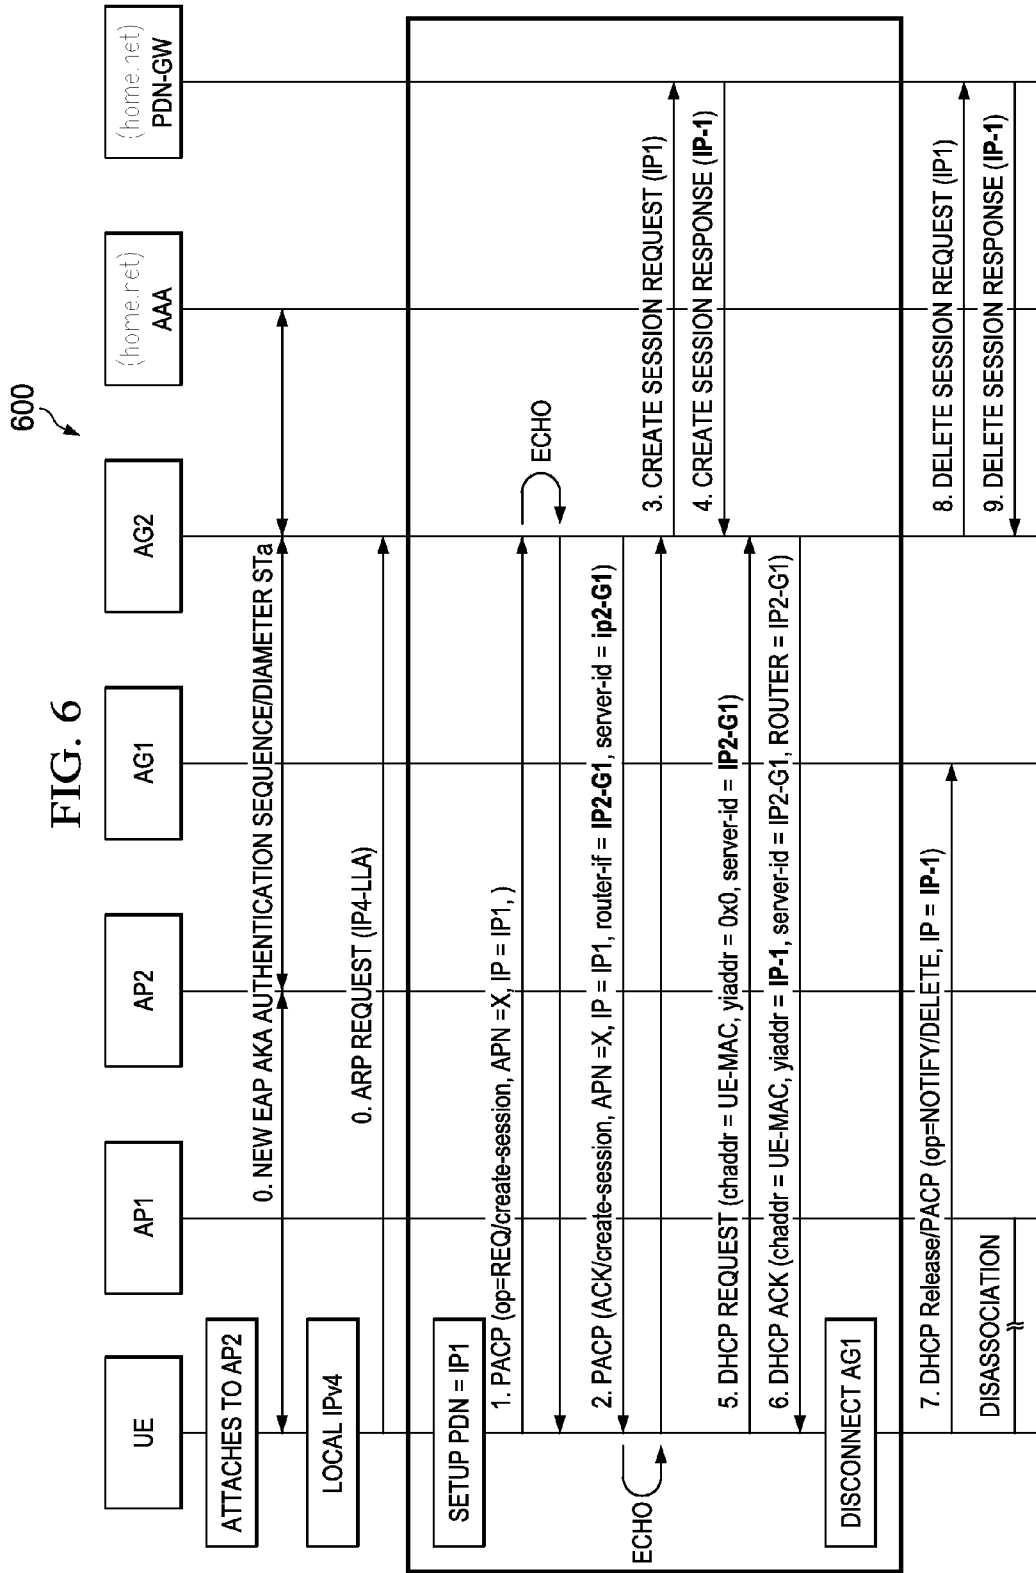 FIG. 6
600
UE
AP1
AP2
AG1
AG2
(home.net)
AAA
(home.net)
PDN-GW
ATTACHES TO AP2
0. NEW EAP AKA AUTHENTICATION SEQUENCE/DIAMETER STa
LOCAL IPv4
0. ARP REQUEST (IP4-LLA)
SETUP PDN = IP1
1. PACP (op=REQ/create-session, APN =X, IP = IP1, )
ECHO
2. PACP (ACK/create-session, APN =X, IP = IP1, router-if = IP2-G1, server-id = ip2-G1)
ECHO
3. CREATE SESSION REQUEST (IP1)
4. CREATE SESSION RESPONSE (IP-1)
5. DHCP REQUEST (chaddr = UE-MAC, yiaddr = 0x0, server-id = IP2-G1)
6. DHCP ACK (chaddr = UE-MAC, yiaddr = IP-1, server-id = IP2-G1, ROUTER = IP2-G1)
DISCONNECT AG1
7. DHCP Release/PACP (op=NOTIFY/DELETE, IP = IP-1)
8. DELETE SESSION REQUEST (IP1)
DISASSOCIATION
9. DELETE SESSION RESPONSE (IP-1)